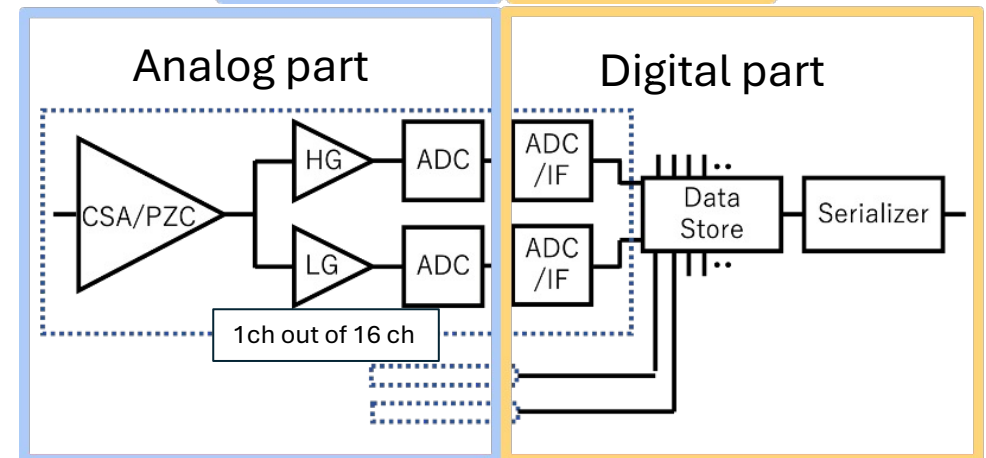 Analog part
Digital part
CSA/PZC
HG
ADC
ADC
/IF
LG
ADC
ADC
/IF
Data
Store
Serializer
1ch out of 16 ch